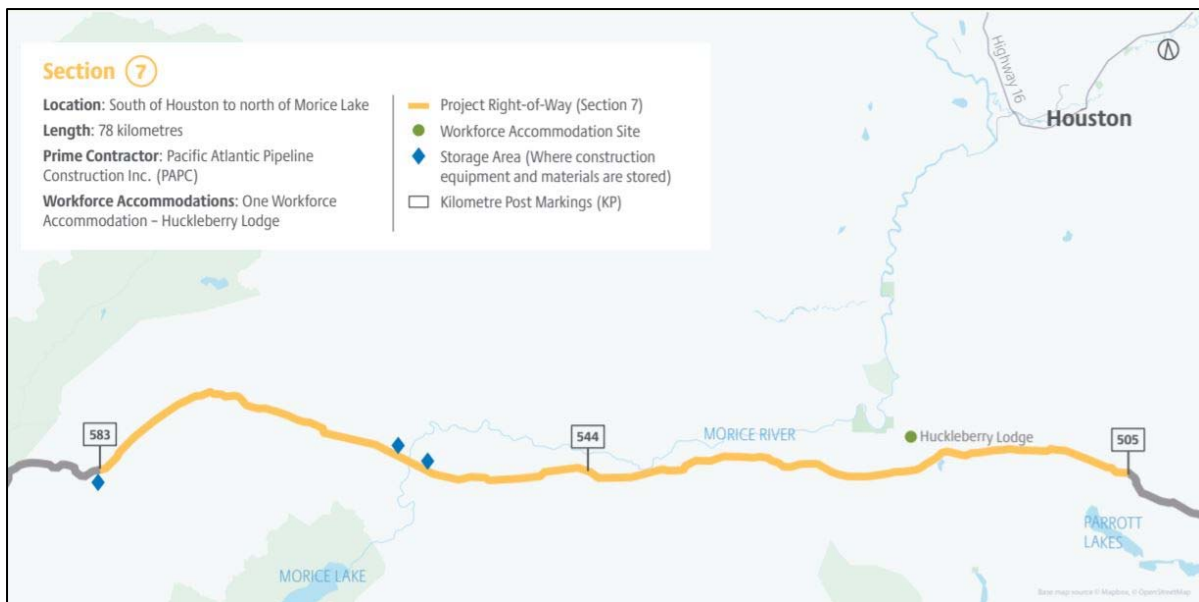 Section 7
Location: South of Houston to north of Morice Lake
Length: 78 kilometres
Prime Contractor: Pacific Atlantic Pipeline
Construction Inc. (PAPC)
Workforce Accommodations: One Workforce
Accommodation – Huckleberry Lodge
Project Right-of-Way (Section 7)
Workforce Accommodation Site
Storage Area (Where construction
equipment and materials are stored)
Kilometre Post Markings (KP)
Highway 16
Houston
583
544
MORICE RIVER
Huckleberry Lodge
505
PARROTT
LAKES
MORICE LAKE
Base map source © Mapbox, © OpenStreetMap